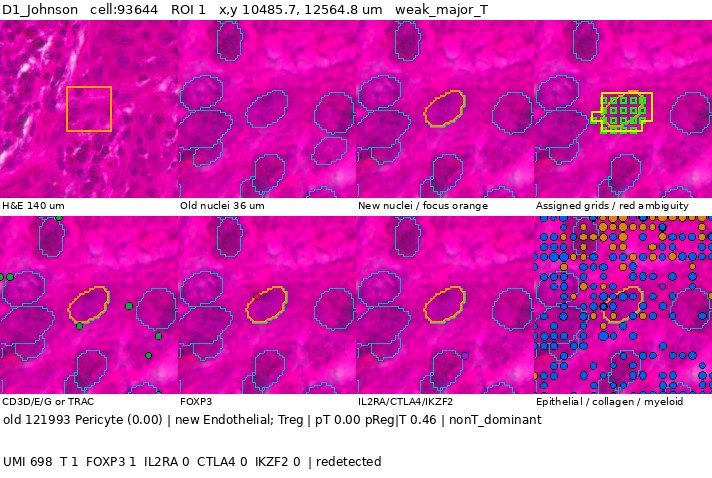 D1_Johnson   cell:93644   ROI 1   x,y 10485.7, 12564.8 um   weak_major_T
H&E 140 um
Old nuclei 36 um
New nuclei / focus orange
Assigned grids / red ambiguity
CD3D/E/G or TRAC
FOXP3
IL2RA/CTLA4/IKZF2
Epithelial / collagen / myeloid
old 121993 Pericyte (0.00) | new Endothelial; Treg | pT 0.00 pReg|T 0.46 | nonT_dominant
UMI 698  T 1  FOXP3 1  IL2RA 0  CTLA4 0  IKZF2 0  | redetected